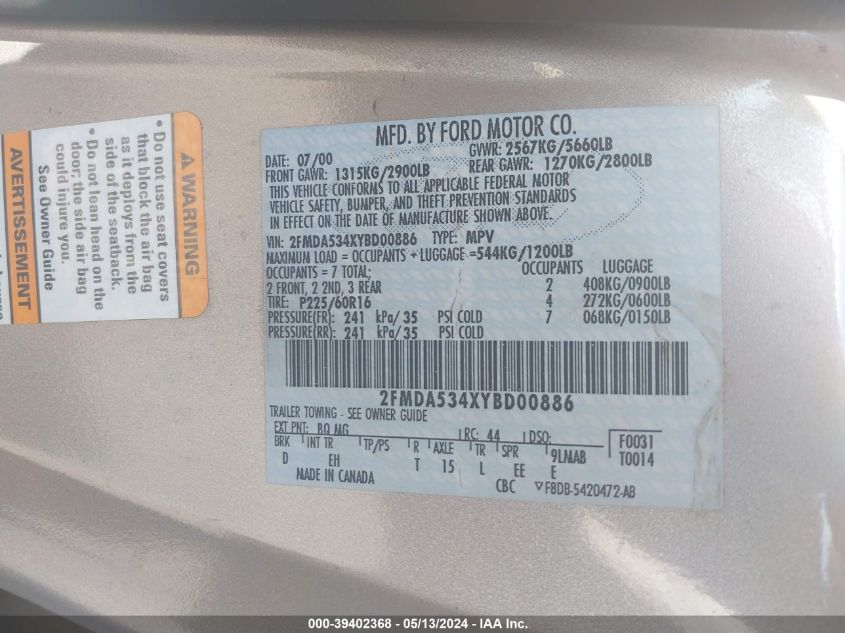 ⚠ WARNING
• Do not use seat covers
that block the air bag
as it deploys from the
side of the seatback.
• Do not lean head on the
door; the side air bag
could injure you.
See Owner Guide
AVERTISSEMENT
MFD. BY FORD MOTOR CO.
DATE: 07/00 GVWR: 2567KG/5660LB
FRONT GAWR: 1315KG/2900LB REAR GAWR: 1270KG/2800LB
THIS VEHICLE CONFORMS TO ALL APPLICABLE FEDERAL MOTOR
VEHICLE SAFETY, BUMPER, AND THEFT PREVENTION STANDARDS
IN EFFECT ON THE DATE OF MANUFACTURE SHOWN ABOVE.
VIN: 2FMDA534XYBD00886 TYPE: MPV
MAXIMUM LOAD = OCCUPANTS + LUGGAGE =544KG/1200LB
OCCUPANTS = 7 TOTAL; OCCUPANTS LUGGAGE
2 FRONT, 2 2ND, 3 REAR 2 408KG/0900LB
TIRE: P225/60R16 4 272KG/0600LB
PRESSURE(FR): 241 kPa/35 PSI COLD 7 068KG/0150LB
PRESSURE(RR): 241 kPa/35 PSI COLD
2FMDA534XYBD00886
TRAILER TOWING - SEE OWNER GUIDE
EXT PNT: BQ MG RC: 44 DSO: F0031
BRK INT TR TP/PS R AXLE TR SPR 9LMAB T0014
D EH T 15 L EE E
MADE IN CANADA CBC ▽F8DB-5420472-AB
000-39402368 - 05/13/2024 - IAA Inc.